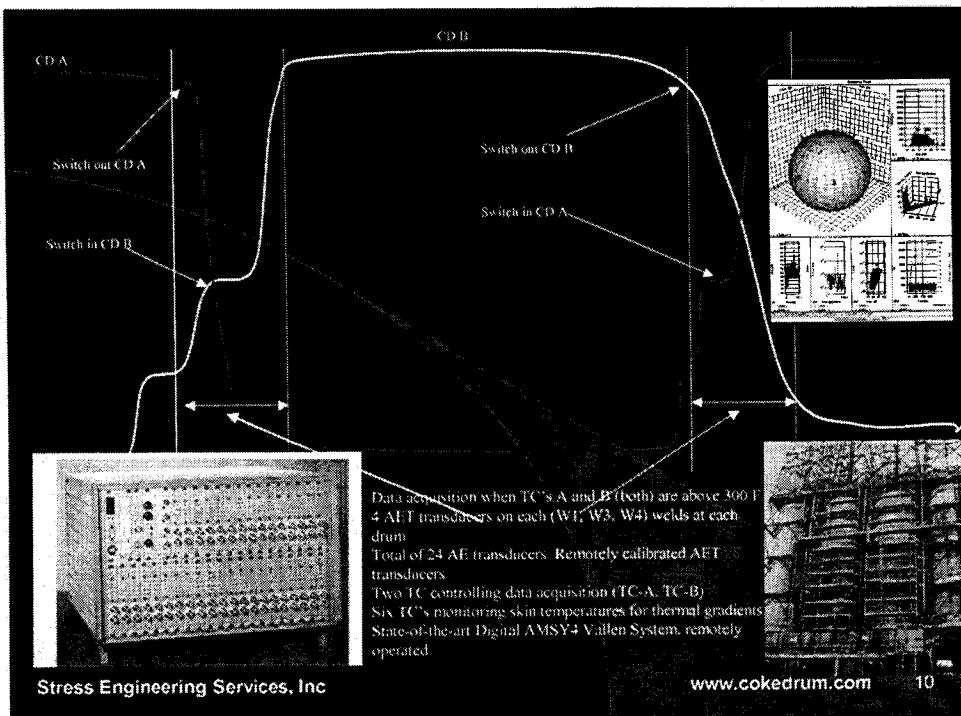 CD B
CD A
Switch out CD A
Switch out CD B
Switch in CD A
Switch in CD B
Data acqusition when TC's A and B (both) are above 300 F
4 AET transducers on each (W1, W3, W4) welds at each
drum
Total of 24 AE transducers. Remotely calibrated AET
transducers
Two TC controlling data acquisition (TC-A, TC-B)
Six TC's monitoring skin temperatures for thermal gradients
State-of-the-art Digital AMSY4 Vallen System, remotely
operated
Stress Engineering Services, Inc
www.cokedrum.com
10